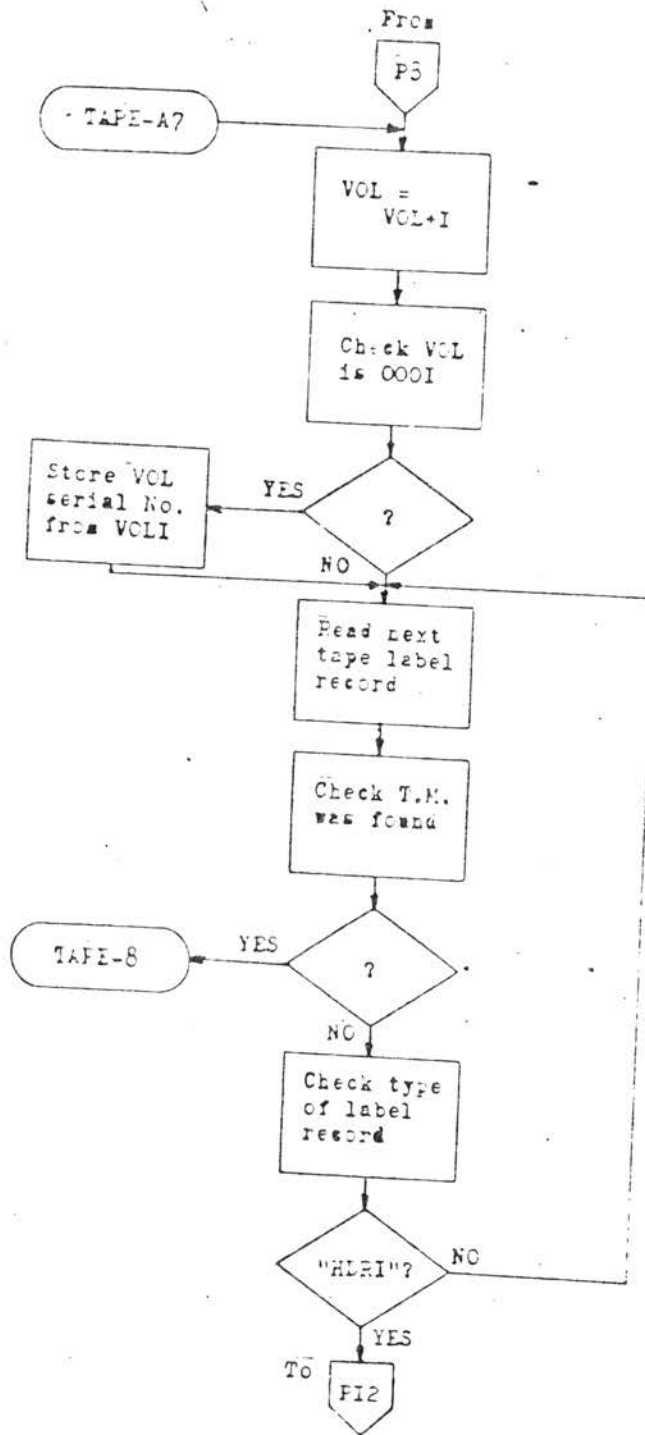 From
P3
TAPE-A7
VOL =
VOL+I
Check VOL
is 000I
Store VOL
serial No.
from VOLI
YES
?
NO
Read next
tape label
record
Check T.M.
was found
TAPE-8
YES
?
NO
Check type
of label
record
"HDRI"?
NO
YES
To
PI2